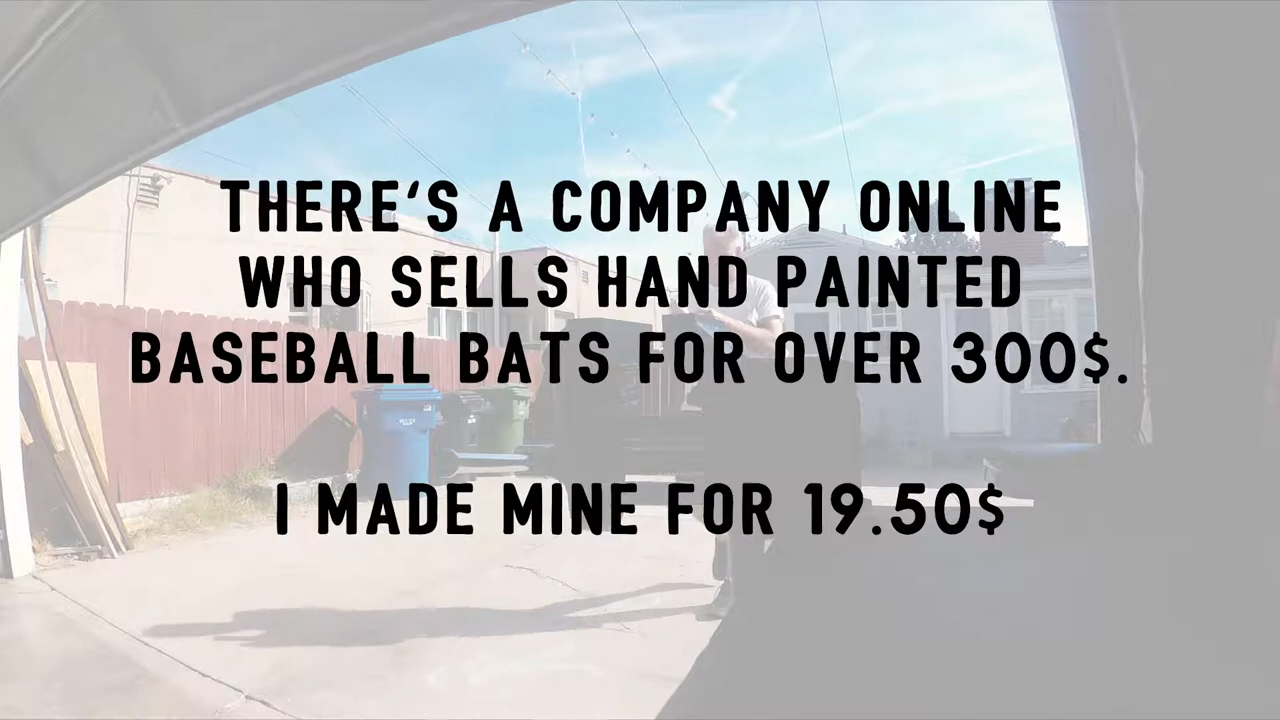 THERE'S A COMPANY ONLINE
WHO SELLS HAND PAINTED
BASEBALL BATS FOR OVER 300$.
I MADE MINE FOR 19.50$